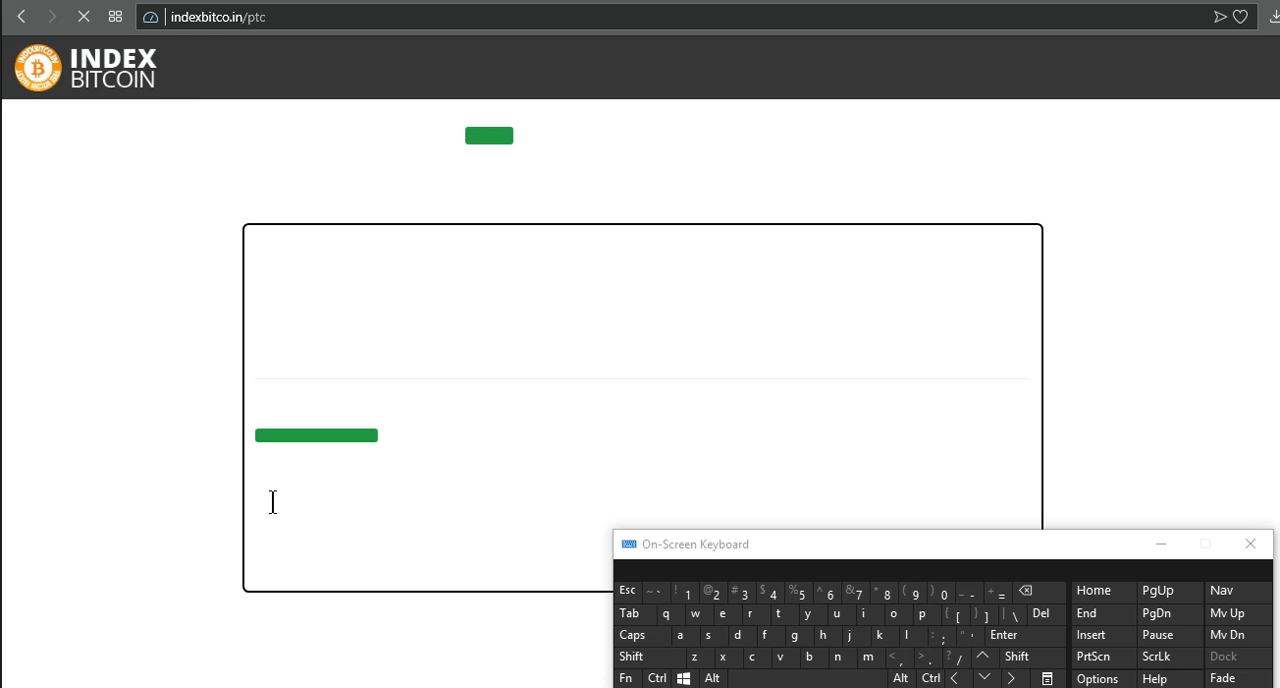 indexbitco.in/ptc
INDEX
BITCOIN
On-Screen Keyboard
Esc ~ ` ! 1 @ 2 # 3 $ 4 % 5 ^ 6 & 7 * 8 ( 9 ) 0 _ - + = Home PgUp Nav
Tab q w e r t y u i o p { [ } ] | \ Del End PgDn Mv Up
Caps a s d f g h j k l : ; " ' Enter Insert Pause Mv Dn
Shift z x c v b n m < , > . ? / Shift PrtScn ScrLk Dock
Fn Ctrl Alt Alt Ctrl Options Help Fade